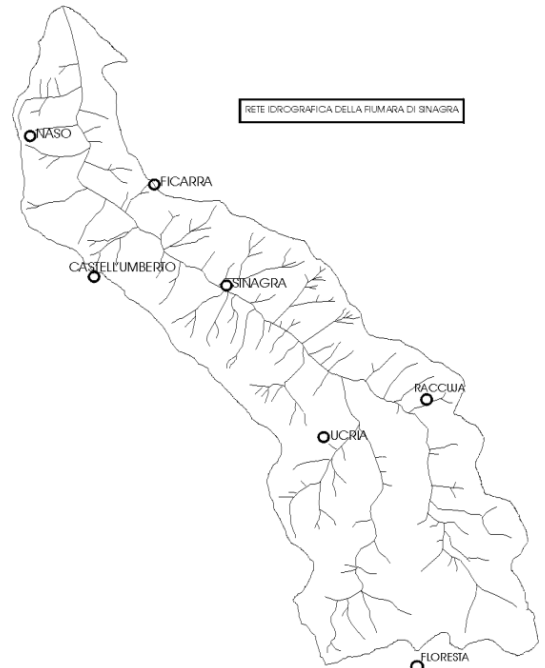 RETE IDROGRAFICA DELLA FIUMARA DI SINAGRA
NASO
FICARRA
CASTELL'UMBERTO
SINAGRA
RACCUJA
UCRIA
FLORESTA